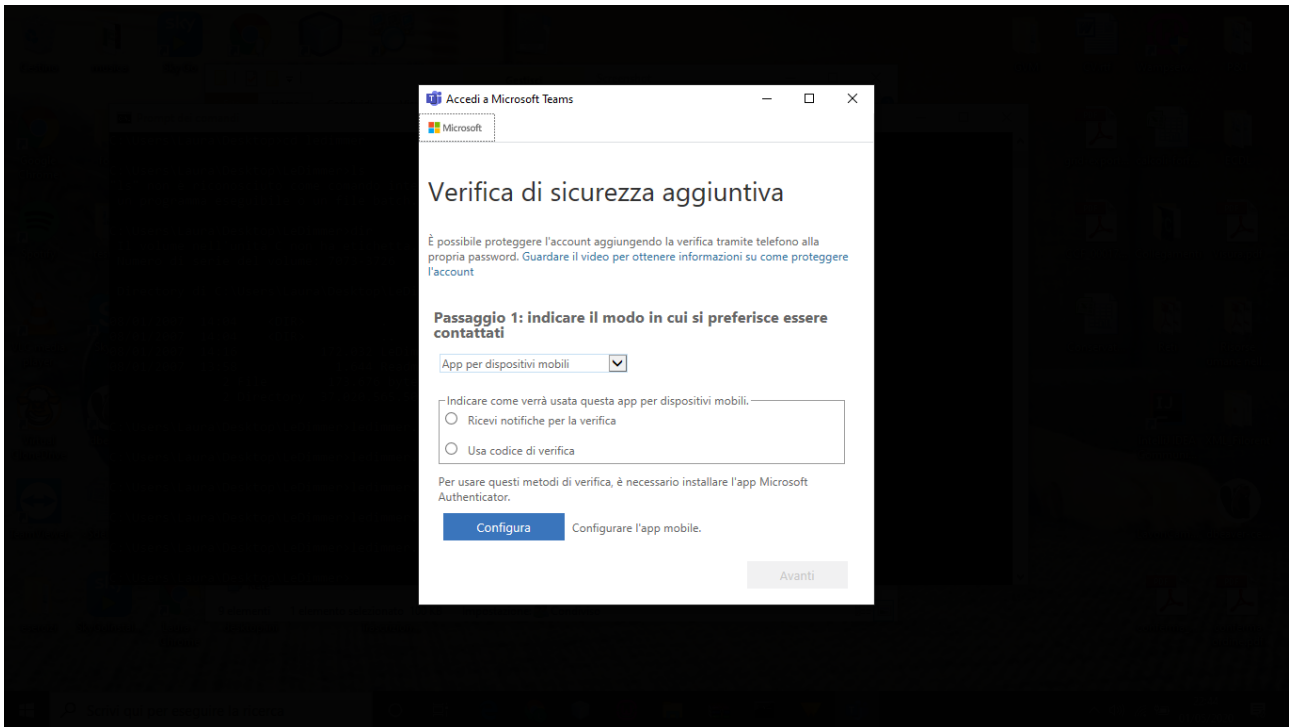 Accedi a Microsoft Teams
Microsoft
Verifica di sicurezza aggiuntiva
È possibile proteggere l'account aggiungendo la verifica tramite telefono alla
propria password. Guardare il video per ottenere informazioni su come proteggere
l'account
Passaggio 1: indicare il modo in cui si preferisce essere
contattati
App per dispositivi mobili
Indicare come verrà usata questa app per dispositivi mobili.
Ricevi notifiche per la verifica
Usa codice di verifica
Per usare questi metodi di verifica, è necessario installare l'app Microsoft
Authenticator.
Configura Configurare l'app mobile.
Avanti